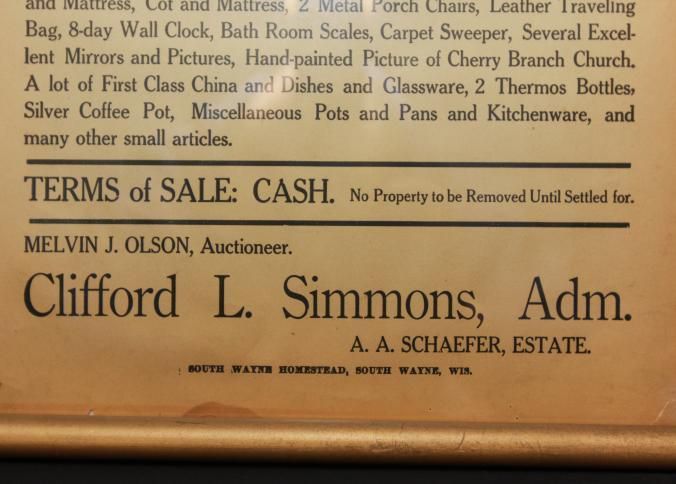 and Mattress, Cot and Mattress, 2 Metal Porch Chairs, Leather Traveling
Bag, 8-day Wall Clock, Bath Room Scales, Carpet Sweeper, Several Excel-
lent Mirrors and Pictures, Hand-painted Picture of Cherry Branch Church.
A lot of First Class China and Dishes and Glassware, 2 Thermos Bottles,
Silver Coffee Pot, Miscellaneous Pots and Pans and Kitchenware, and
many other small articles.
TERMS of SALE: CASH. No Property to be Removed Until Settled for.
MELVIN J. OLSON, Auctioneer.
Clifford L. Simmons, Adm.
A. A. SCHAEFER, ESTATE.
SOUTH WAYNE HOMESTEAD, SOUTH WAYNE, WIS.